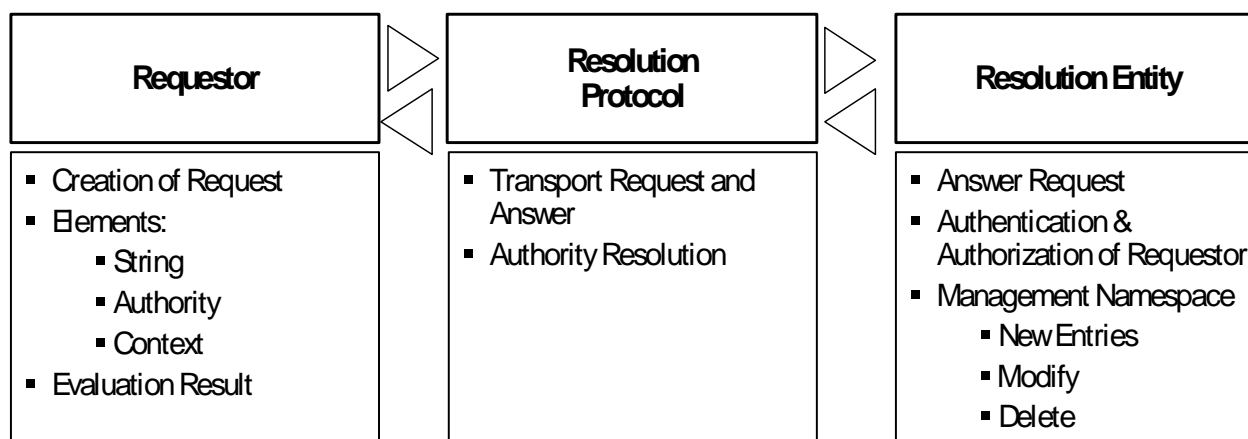 Requestor
Resolution
Protocol
Resolution Entity
▪ Creation of Request
▪ Elements:
▪ String
▪ Authority
▪ Context
▪ Evaluation Result
▪ Transport Request and
Answer
▪ Authority Resolution
▪ Answer Request
▪ Authentication &
Authorization of Requestor
▪ Management Namespace
▪ New Entries
▪ Modify
▪ Delete